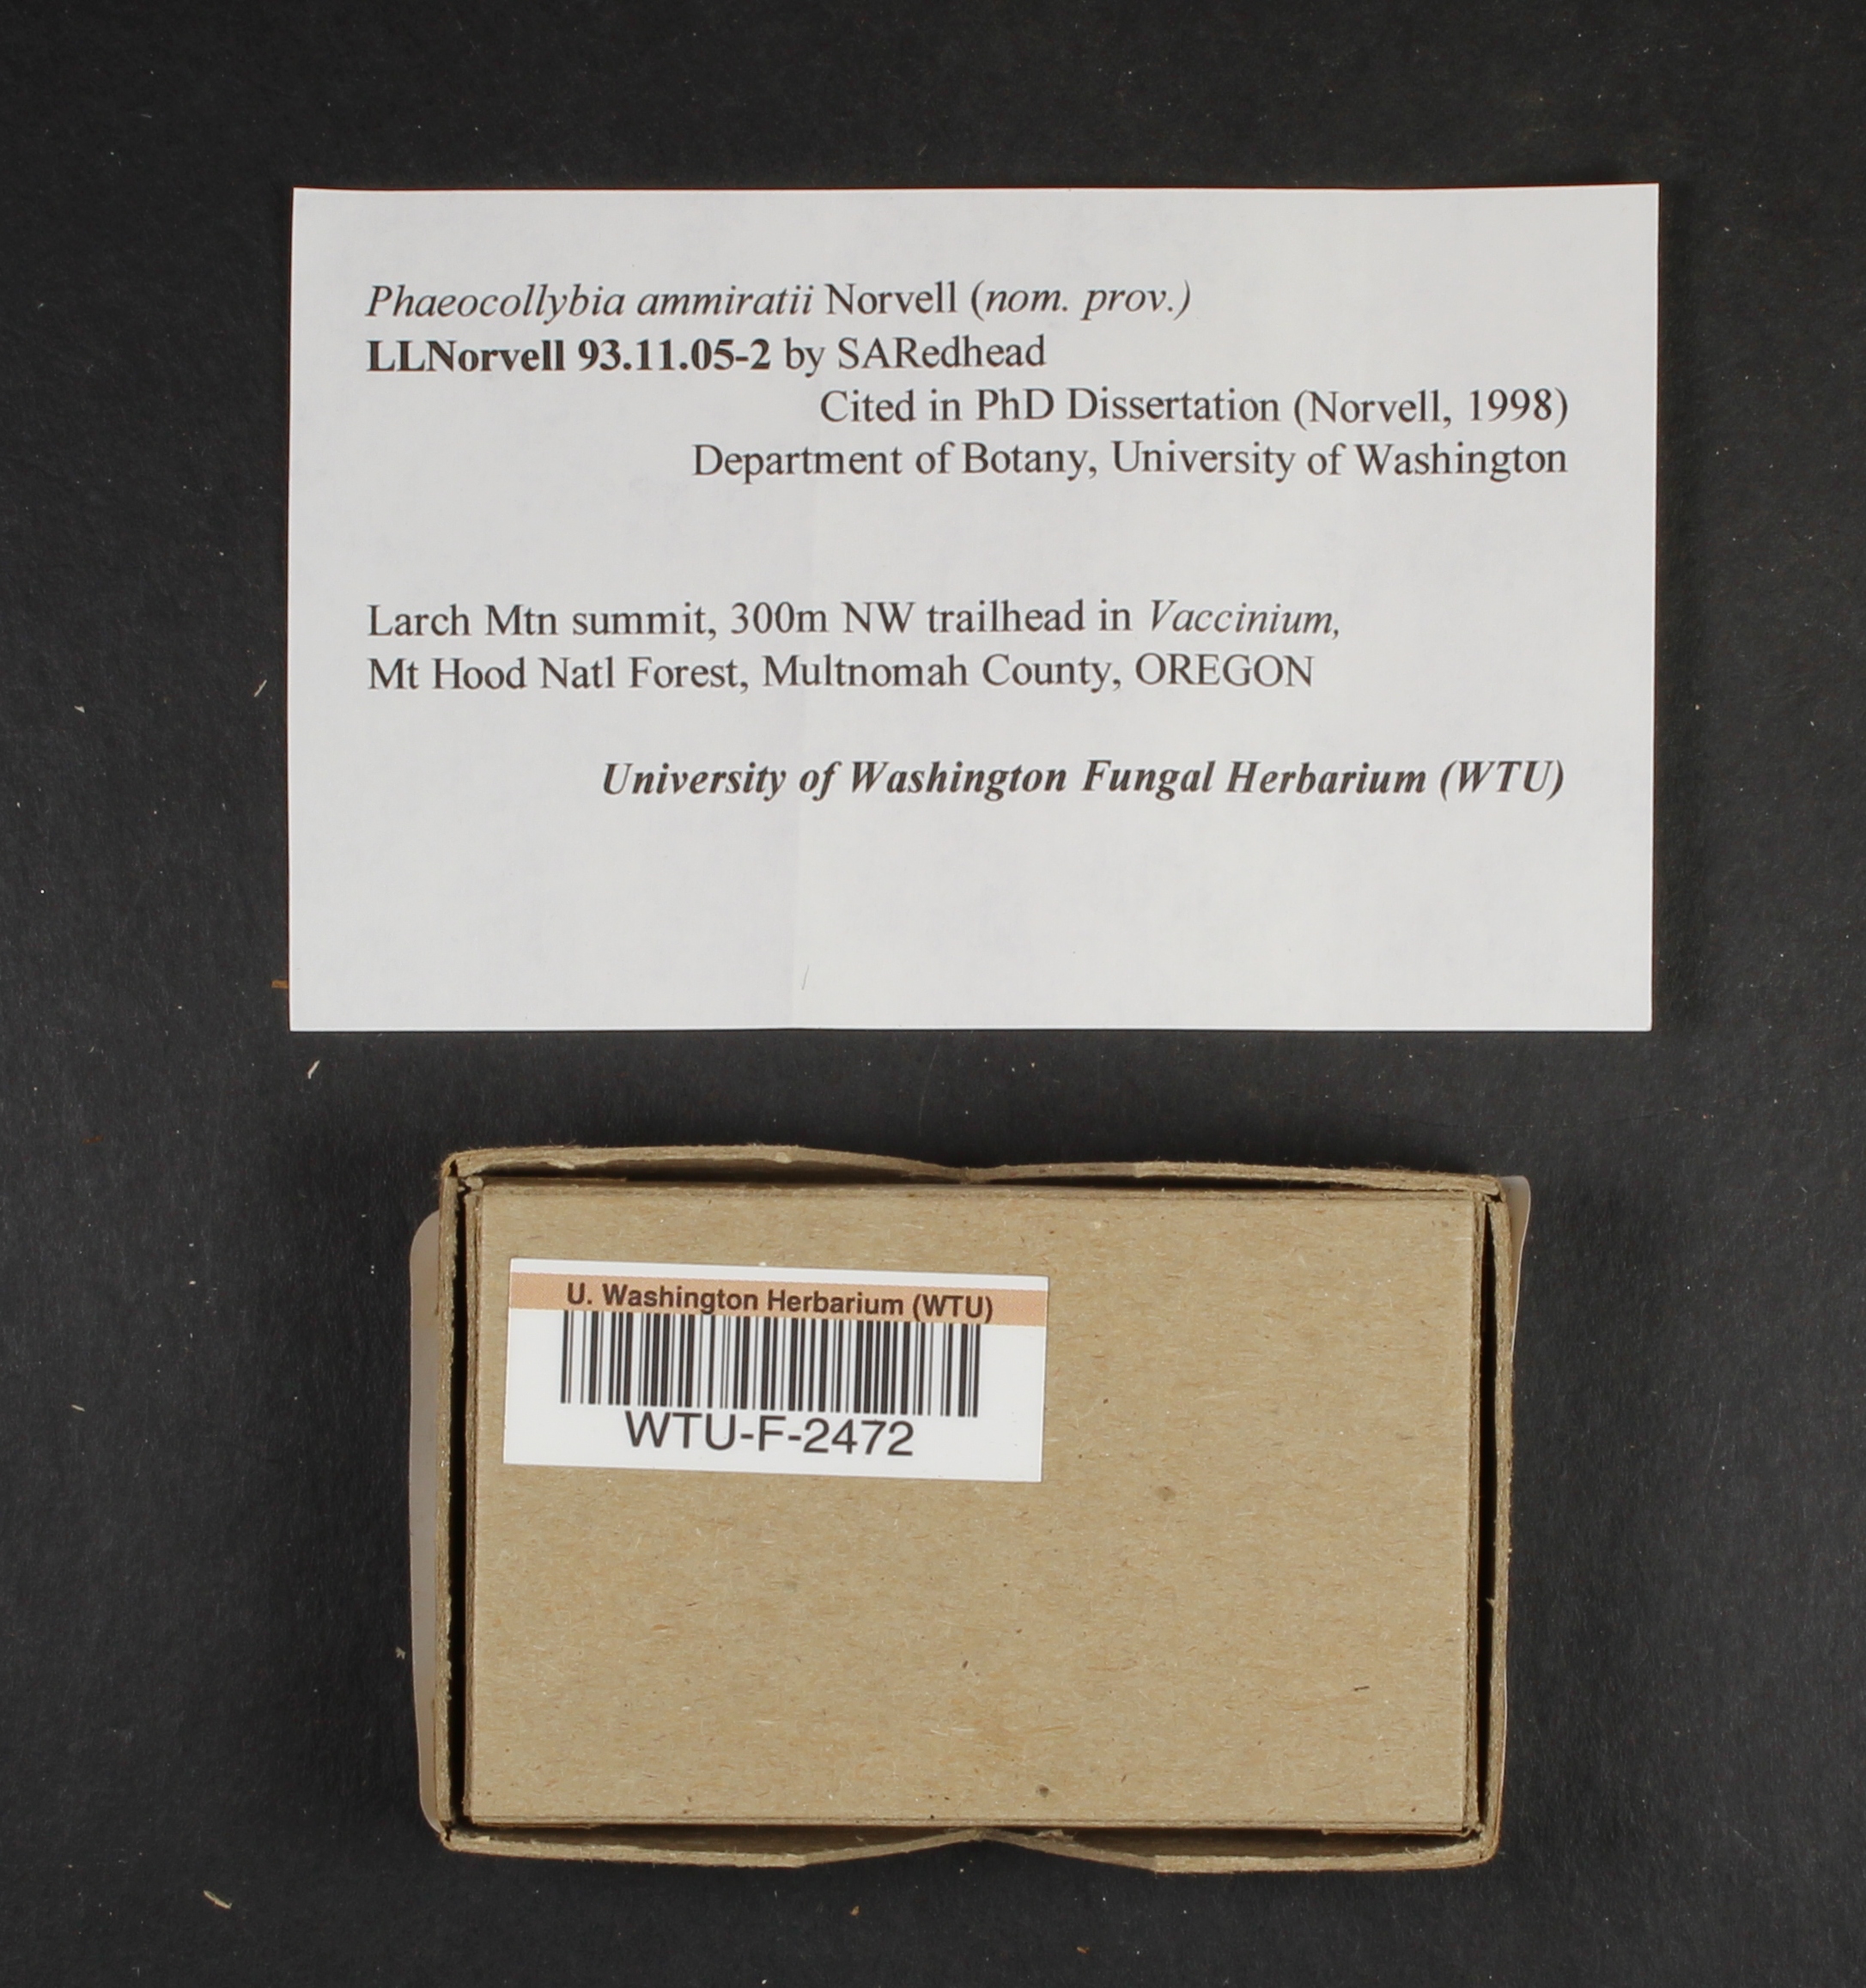 Phaeocollybia ammiratii Norvell (nom. prov.)
LLNorvell 93.11.05-2 by SARedhead
Cited in PhD Dissertation (Norvell, 1998)
Department of Botany, University of Washington
Larch Mtn summit, 300m NW trailhead in Vaccinium,
Mt Hood Natl Forest, Multnomah County, OREGON
University of Washington Fungal Herbarium (WTU)
U. Washington Herbarium (WTU)
WTU-F-2472